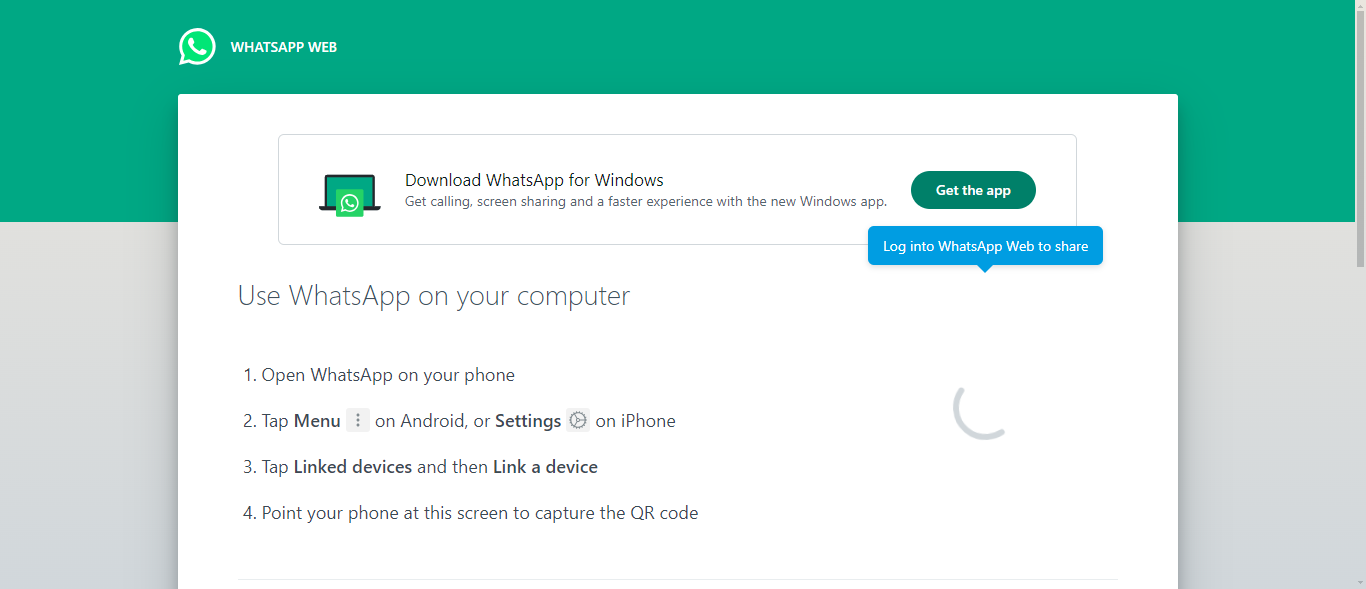 WHATSAPP WEB
Download WhatsApp for Windows
Get calling, screen sharing and a faster experience with the new Windows app.
Get the app
Log into WhatsApp Web to share
Use WhatsApp on your computer
1. Open WhatsApp on your phone
2. Tap Menu on Android, or Settings on iPhone
3. Tap Linked devices and then Link a device
4. Point your phone at this screen to capture the QR code